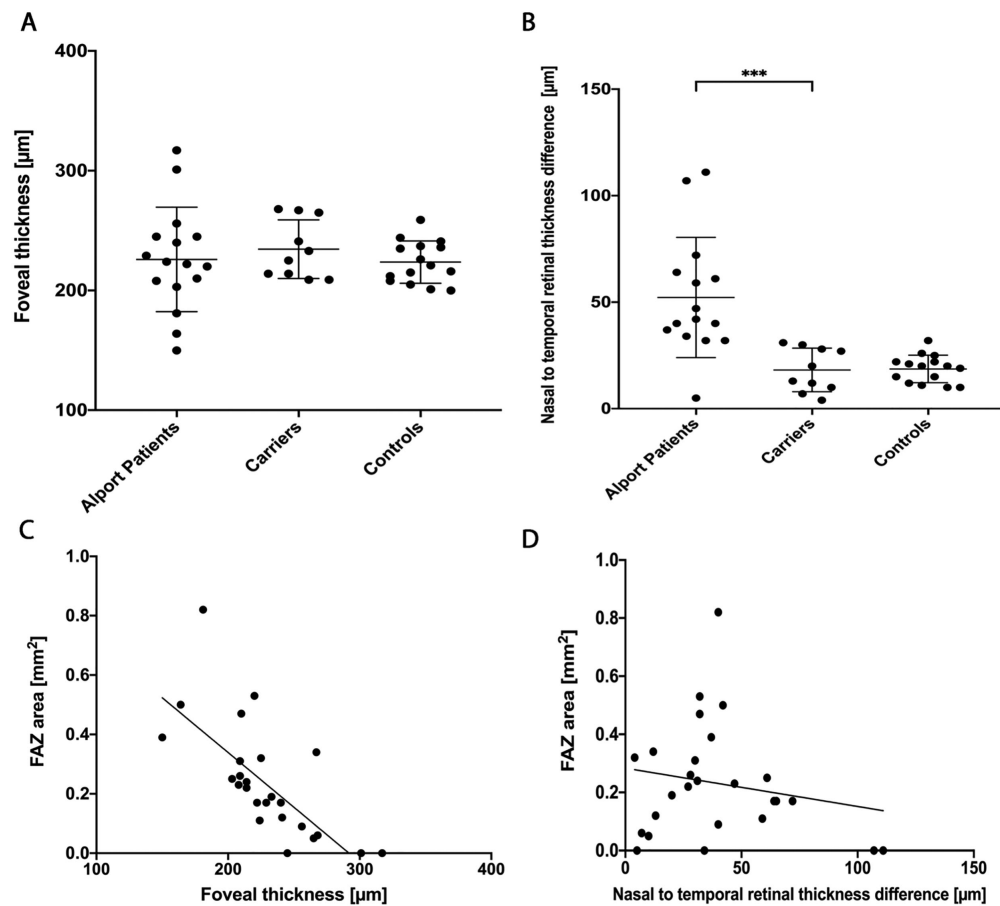 A
Foveal thickness [µm]
400
300
200
100
Alport Patients
Carriers
Controls
B
Nasal to temporal retinal thickness difference [µm]
***
150
100
50
0
Alport Patients
Carriers
Controls
C
FAZ area [mm²]
1.0
0.8
0.6
0.4
0.2
0.0
100
200
300
400
Foveal thickness [µm]
D
FAZ area [mm²]
1.0
0.8
0.6
0.4
0.2
0.0
0
50
100
150
Nasal to temporal retinal thickness difference [µm]